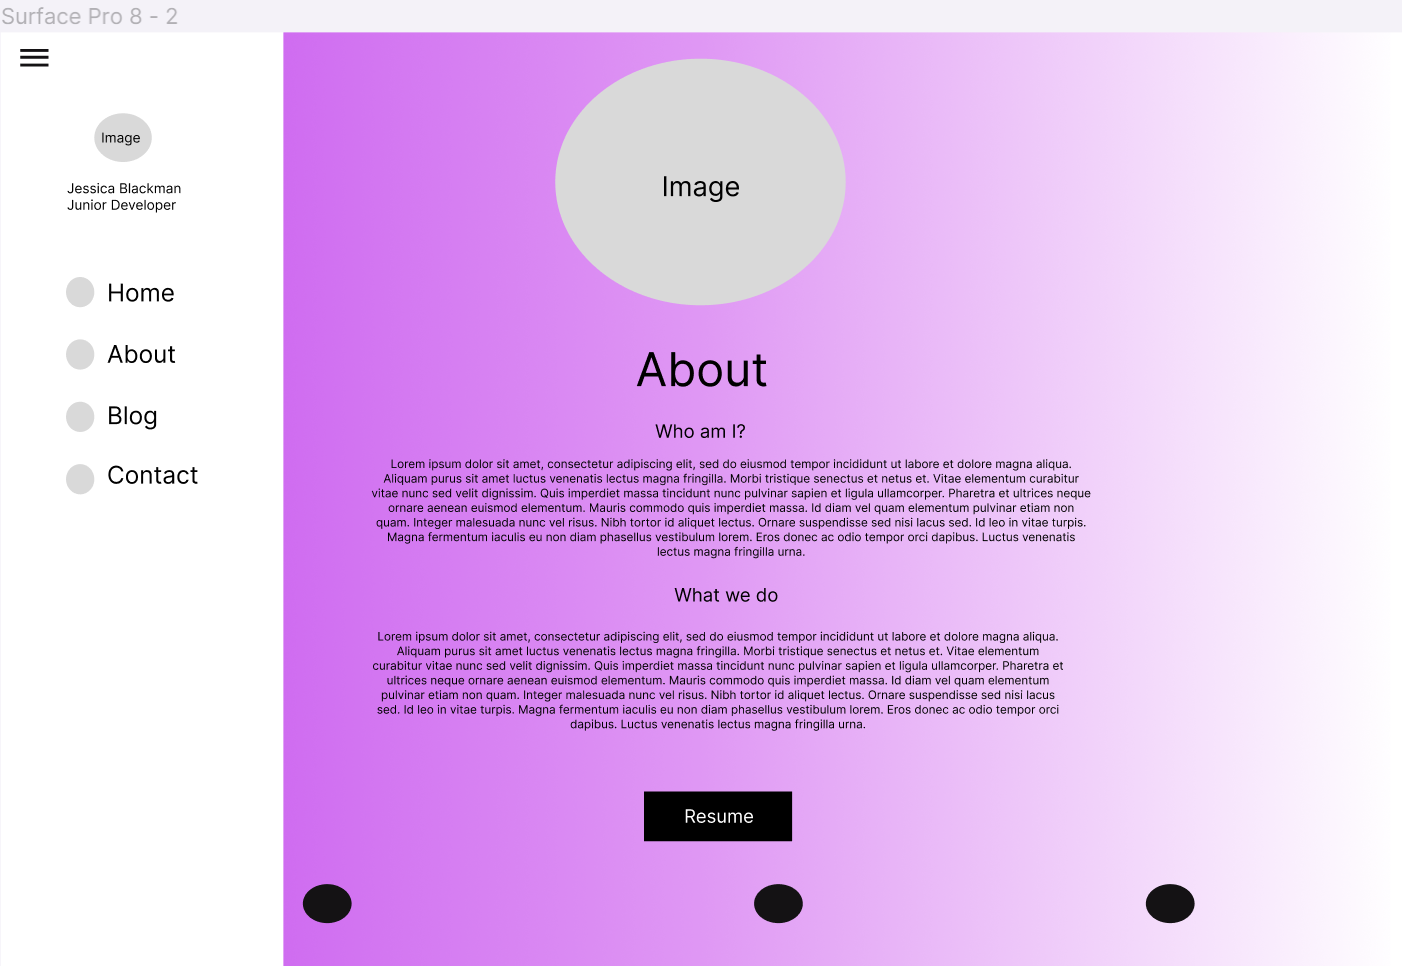 Surface Pro 8 - 2
Image
Jessica Blackman
Junior Developer
Home
About
Blog
Contact
Image
About
Who am I?
Lorem ipsum dolor sit amet, consectetur adipiscing elit, sed do eiusmod tempor incididunt ut labore et dolore magna aliqua.
Aliquam purus sit amet luctus venenatis lectus magna fringilla. Morbi tristique senectus et netus et. Vitae elementum curabitur
vitae nunc sed velit dignissim. Quis imperdiet massa tincidunt nunc pulvinar sapien et ligula ullamcorper. Pharetra et ultrices neque
ornare aenean euismod elementum. Mauris commodo quis imperdiet massa. Id diam vel quam elementum pulvinar etiam non
quam. Integer malesuada nunc vel risus. Nibh tortor id aliquet lectus. Ornare suspendisse sed nisi lacus sed. Id leo in vitae turpis.
Magna fermentum iaculis eu non diam phasellus vestibulum lorem. Eros donec ac odio tempor orci dapibus. Luctus venenatis
lectus magna fringilla urna.
What we do
Lorem ipsum dolor sit amet, consectetur adipiscing elit, sed do eiusmod tempor incididunt ut labore et dolore magna aliqua.
Aliquam purus sit amet luctus venenatis lectus magna fringilla. Morbi tristique senectus et netus et. Vitae elementum
curabitur vitae nunc sed velit dignissim. Quis imperdiet massa tincidunt nunc pulvinar sapien et ligula ullamcorper. Pharetra et
ultrices neque ornare aenean euismod elementum. Mauris commodo quis imperdiet massa. Id diam vel quam elementum
pulvinar etiam non quam. Integer malesuada nunc vel risus. Nibh tortor id aliquet lectus. Ornare suspendisse sed nisi lacus
sed. Id leo in vitae turpis. Magna fermentum iaculis eu non diam phasellus vestibulum lorem. Eros donec ac odio tempor orci
dapibus. Luctus venenatis lectus magna fringilla urna.
Resume